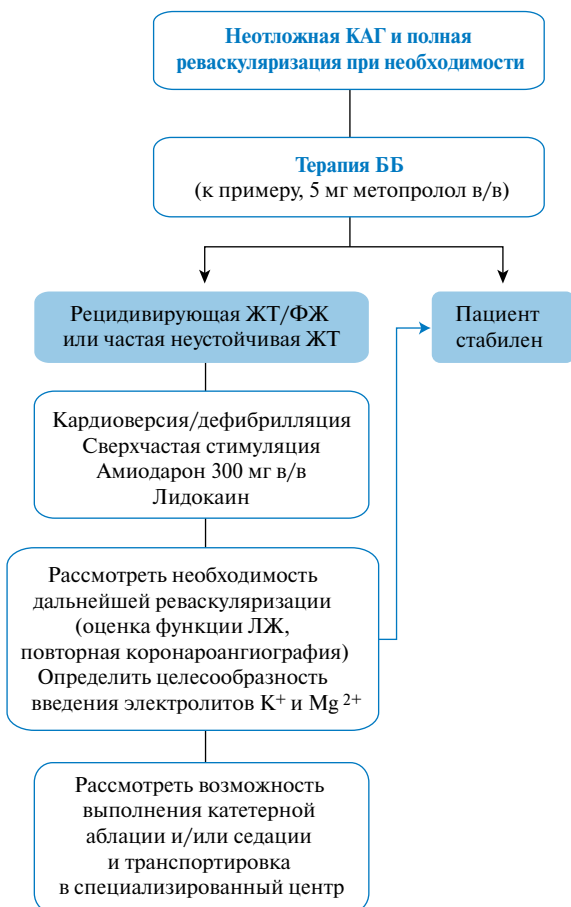 Неотложная КАГ и полная
реваскуляризация при необходимости
Терапия ББ
(к примеру, 5 мг метопролол в/в)
Рецидивирующая ЖТ/ФЖ
или частая неустойчивая ЖТ
Пациент
стабилен
Кардиоверсия/дефибрилляция
Сверхчастая стимуляция
Амиодарон 300 мг в/в
Лидокаин
Рассмотреть необходимость
дальнейшей реваскуляризации
(оценка функции ЛЖ,
повторная коронароангиография)
Определить целесообразность
введения электролитов K⁺ и Mg²⁺
Рассмотреть возможность
выполнения катетерной
аблации и/или седации
и транспортировка
в специализированный центр